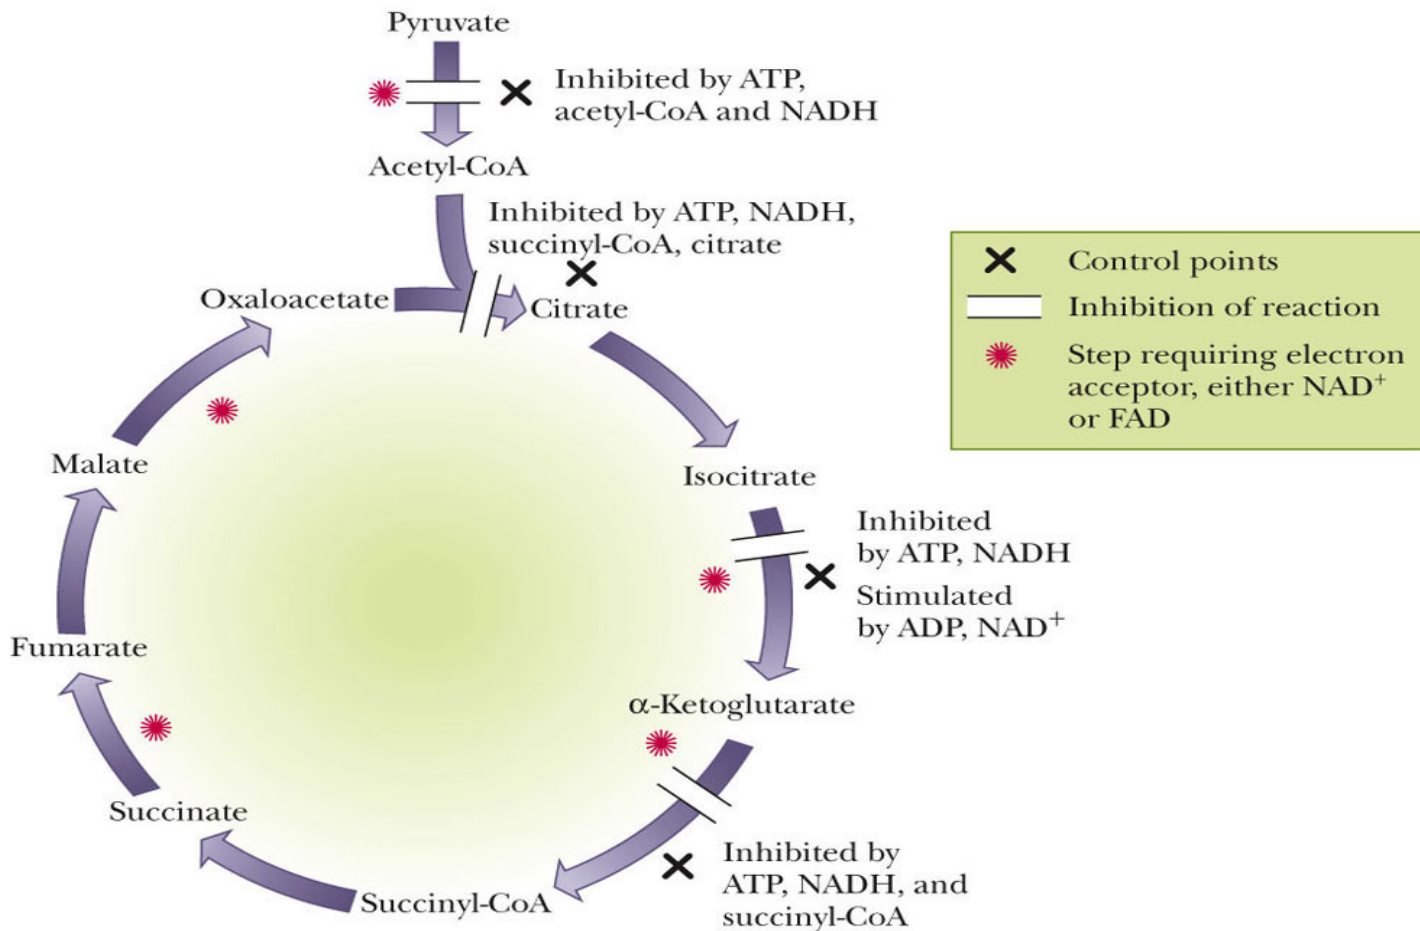 Pyruvate
Inhibited by ATP,
acetyl-CoA and NADH
Acetyl-CoA
Inhibited by ATP, NADH,
succinyl-CoA, citrate
Oxaloacetate
Citrate
Control points
Inhibition of reaction
Step requiring electron
acceptor, either NAD⁺
or FAD
Malate
Isocitrate
Inhibited
by ATP, NADH
Stimulated
by ADP, NAD⁺
Fumarate
α-Ketoglutarate
Succinate
Succinyl-CoA
Inhibited by
ATP, NADH, and
succinyl-CoA